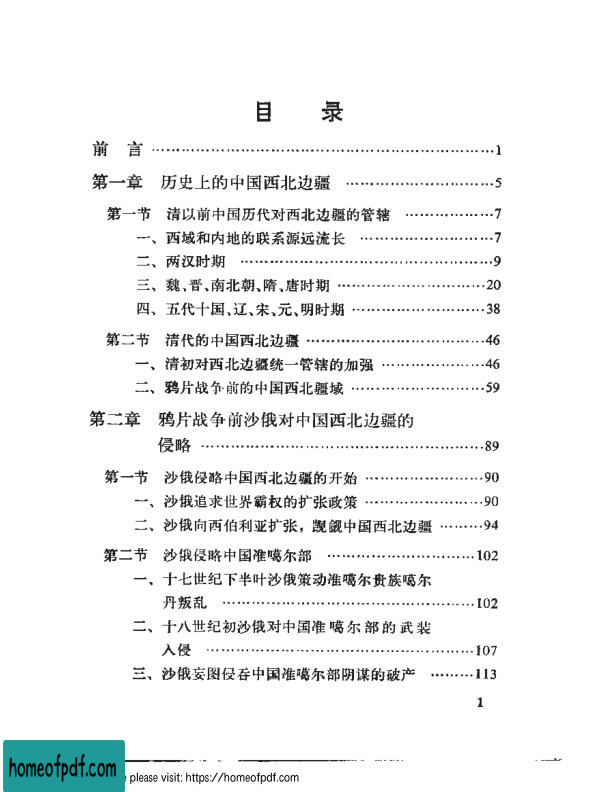 目 录
前 言 ……………………………………………………1
第一章 历史上的中国西北边疆 ……………………5
第一节 清以前中国历代对西北边疆的管辖 ………………7
一、西域和内地的联系源远流长 ……………………7
二、两汉时期 ……………………………………9
三、魏、晋、南北朝、隋、唐时期 ………………………20
四、五代十国、辽、宋、元、明时期 ……………………38
第二节 清代的中国西北边疆 ……………………………46
一、清初对西北边疆统一管辖的加强 ………………46
二、鸦片战争前的中国西北疆域 ……………………59
第二章 鸦片战争前沙俄对中国西北边疆的
侵略 ……………………………………………89
第一节 沙俄侵略中国西北边疆的开始 …………………90
一、沙俄追求世界霸权的扩张政策 …………………90
二、沙俄向西伯利亚扩张，觊觎中国西北边疆 ………94
第二节 沙俄侵略中国准噶尔部 ………………………102
一、十七世纪下半叶沙俄策动准噶尔贵族噶尔
丹叛乱 ……………………………………102
二、十八世纪初沙俄对中国准噶尔部的武装
入侵 ………………………………………107
三、沙俄妄图侵吞中国准噶尔部阴谋的破产 ………113
1
homeofpdf.com
please visit: https://homeofpdf.com